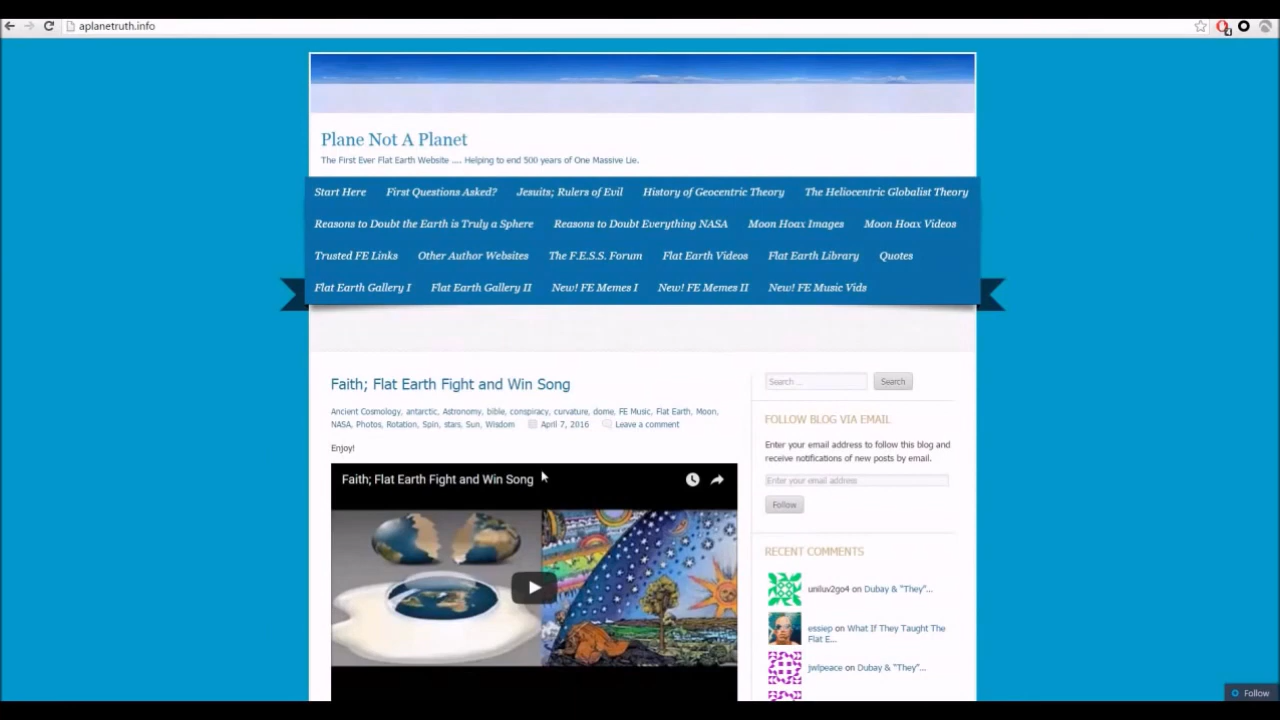 aplanetruth.info
Plane Not A Planet
The First Ever Flat Earth Website .... Helping to end 500 years of One Massive Lie.
Start Here First Questions Asked? Jesuits; Rulers of Evil History of Geocentric Theory The Heliocentric Globalist Theory
Reasons to Doubt the Earth is Truly a Sphere Reasons to Doubt Everything NASA Moon Hoax Images Moon Hoax Videos
Trusted FE Links Other Author Websites The F.E.S.S. Forum Flat Earth Videos Flat Earth Library Quotes
Flat Earth Gallery I Flat Earth Gallery II New! FE Memes I New! FE Memes II New! FE Music Vids
Faith; Flat Earth Fight and Win Song
Ancient Cosmology, antarctic, Astronomy, bible, conspiracy, curvature, dome, FE Music, Flat Earth, Moon,
NASA, Photos, Rotation, Spin, stars, Sun, Wisdom April 7, 2016 Leave a comment
Enjoy!
Faith; Flat Earth Fight and Win Song
Search ... Search
FOLLOW BLOG VIA EMAIL
Enter your email address to follow this blog and
receive notifications of new posts by email.
Enter your email address
Follow
RECENT COMMENTS
uniluv2go4 on Dubay & "They"...
essiep on What If They Taught The
Flat E...
jwlpeace on Dubay & "They"...
Follow